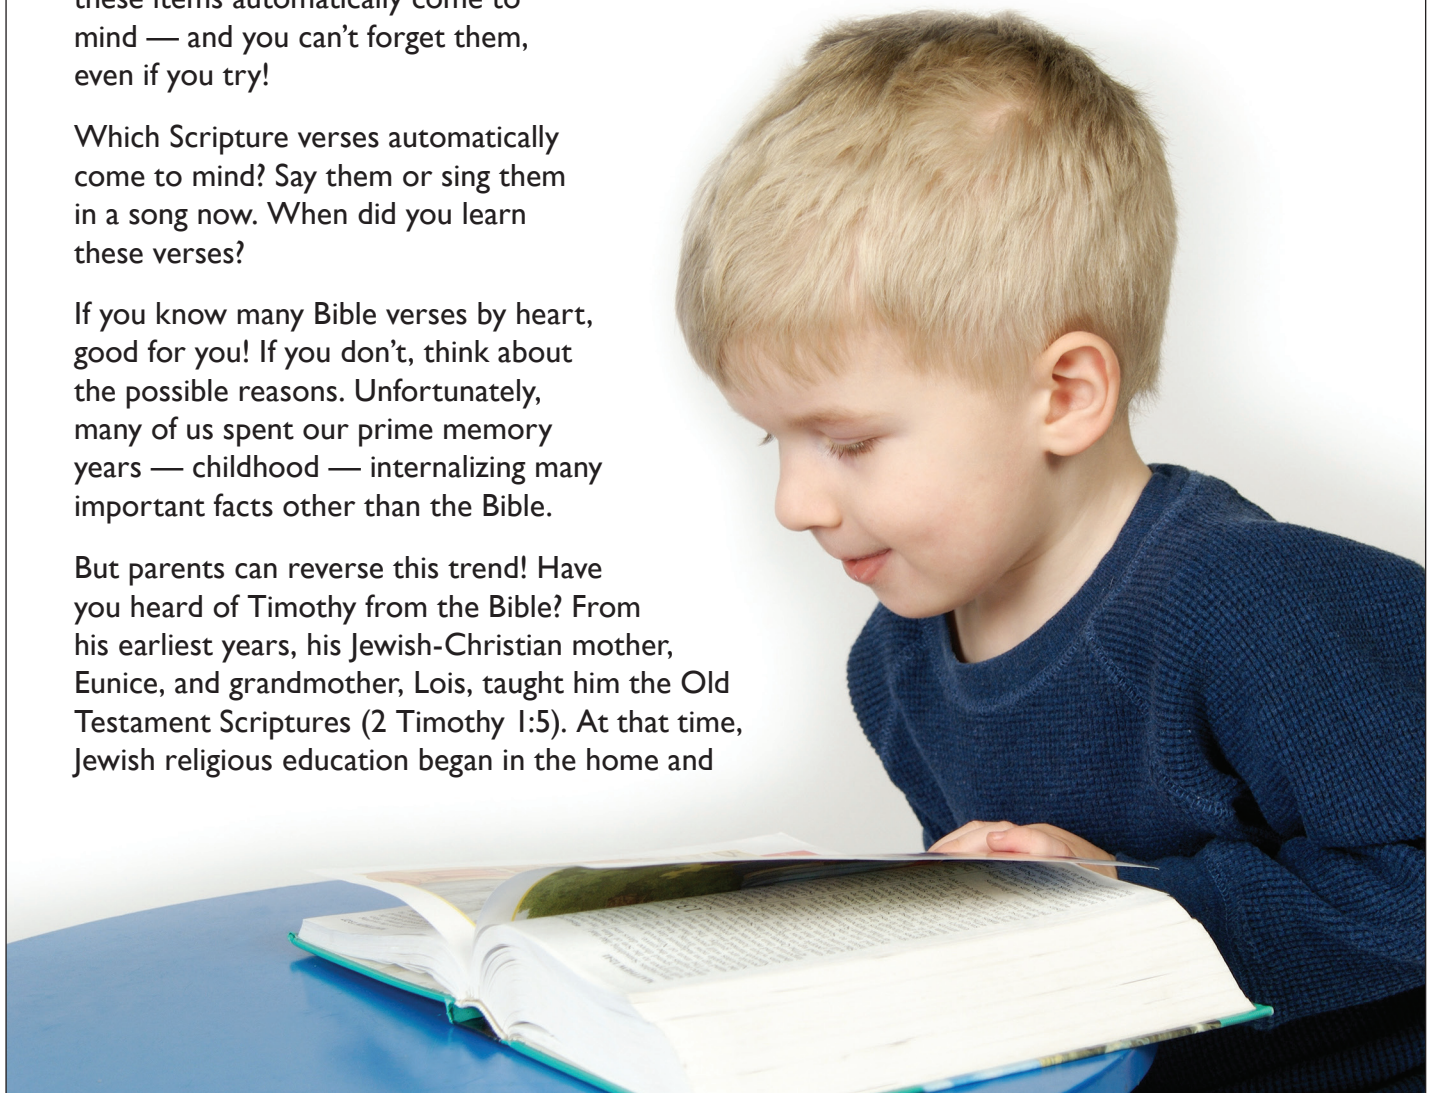 these items automatically come to
mind — and you can’t forget them,
even if you try!
Which Scripture verses automatically
come to mind? Say them or sing them
in a song now. When did you learn
these verses?
If you know many Bible verses by heart,
good for you! If you don’t, think about
the possible reasons. Unfortunately,
many of us spent our prime memory
years — childhood — internalizing many
important facts other than the Bible.
But parents can reverse this trend! Have
you heard of Timothy from the Bible? From
his earliest years, his Jewish-Christian mother,
Eunice, and grandmother, Lois, taught him the Old
Testament Scriptures (2 Timothy 1:5). At that time,
Jewish religious education began in the home and